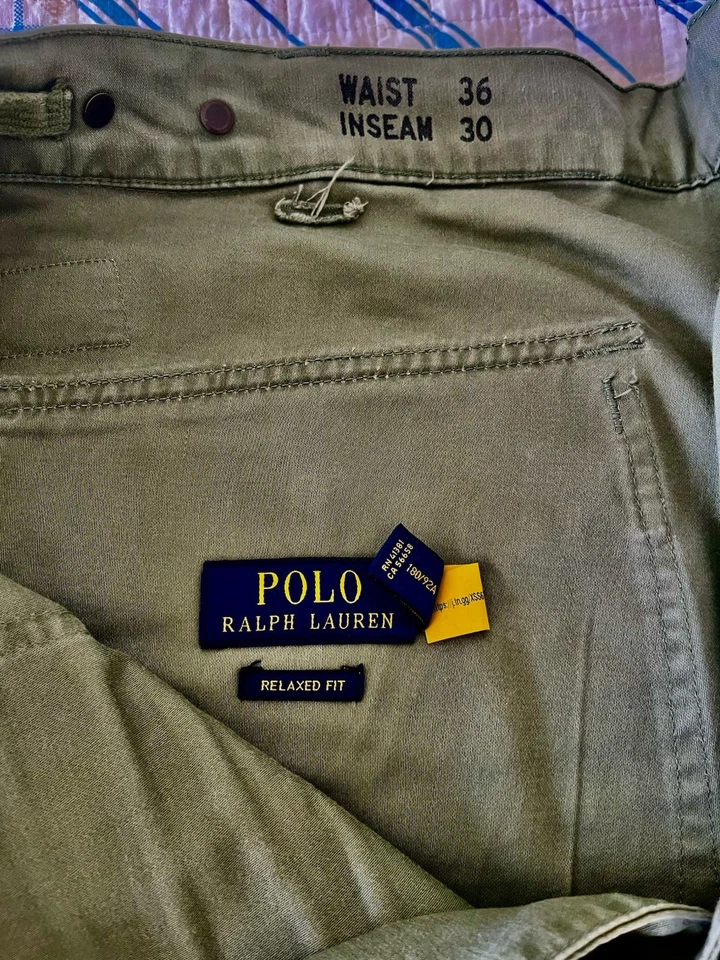 WAIST 36
INSEAM 30
POLO
RALPH LAUREN
RN 41381
CA 56658
180/92A
RELAXED FIT